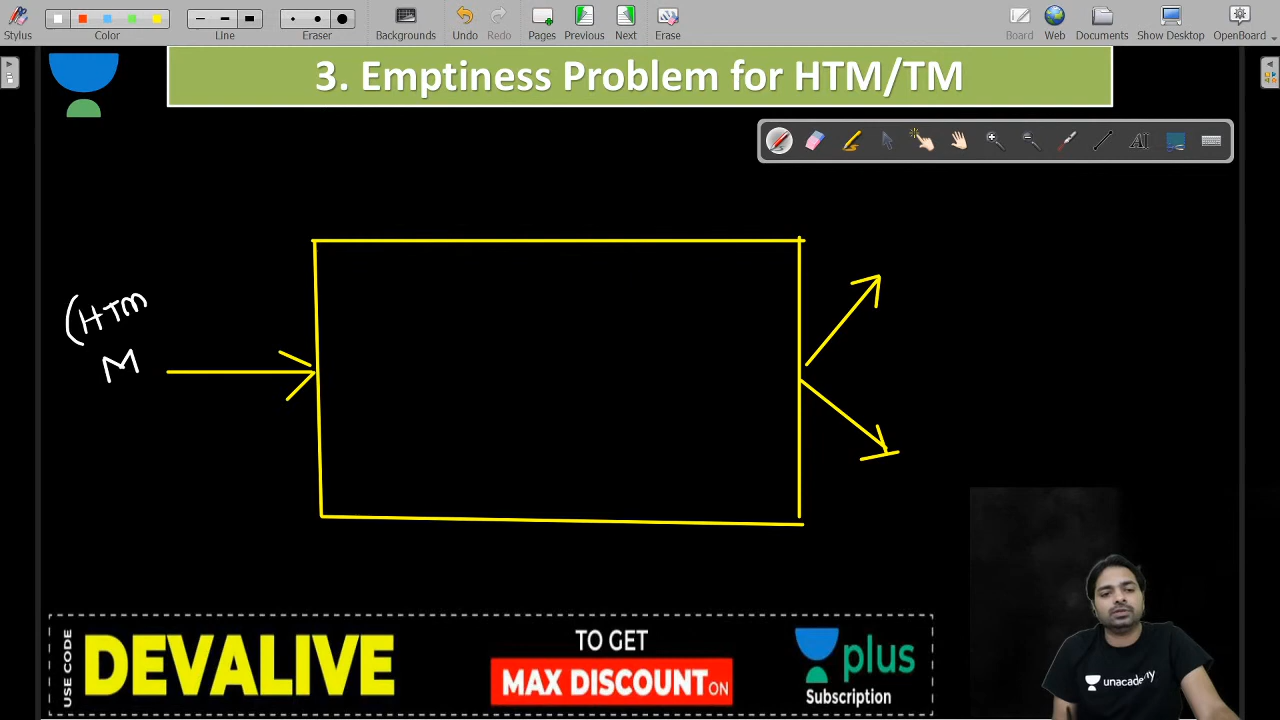 Stylus
Color
Line
Eraser
Backgrounds
Undo
Redo
Pages
Previous
Next
Erase
Board
Web
Documents
Show Desktop
OpenBoard
3. Emptiness Problem for HTM/TM
(HTM
M
USE CODE
DEVALIVE
TO GET
MAX DISCOUNT ON
plus
Subscription
unacademy